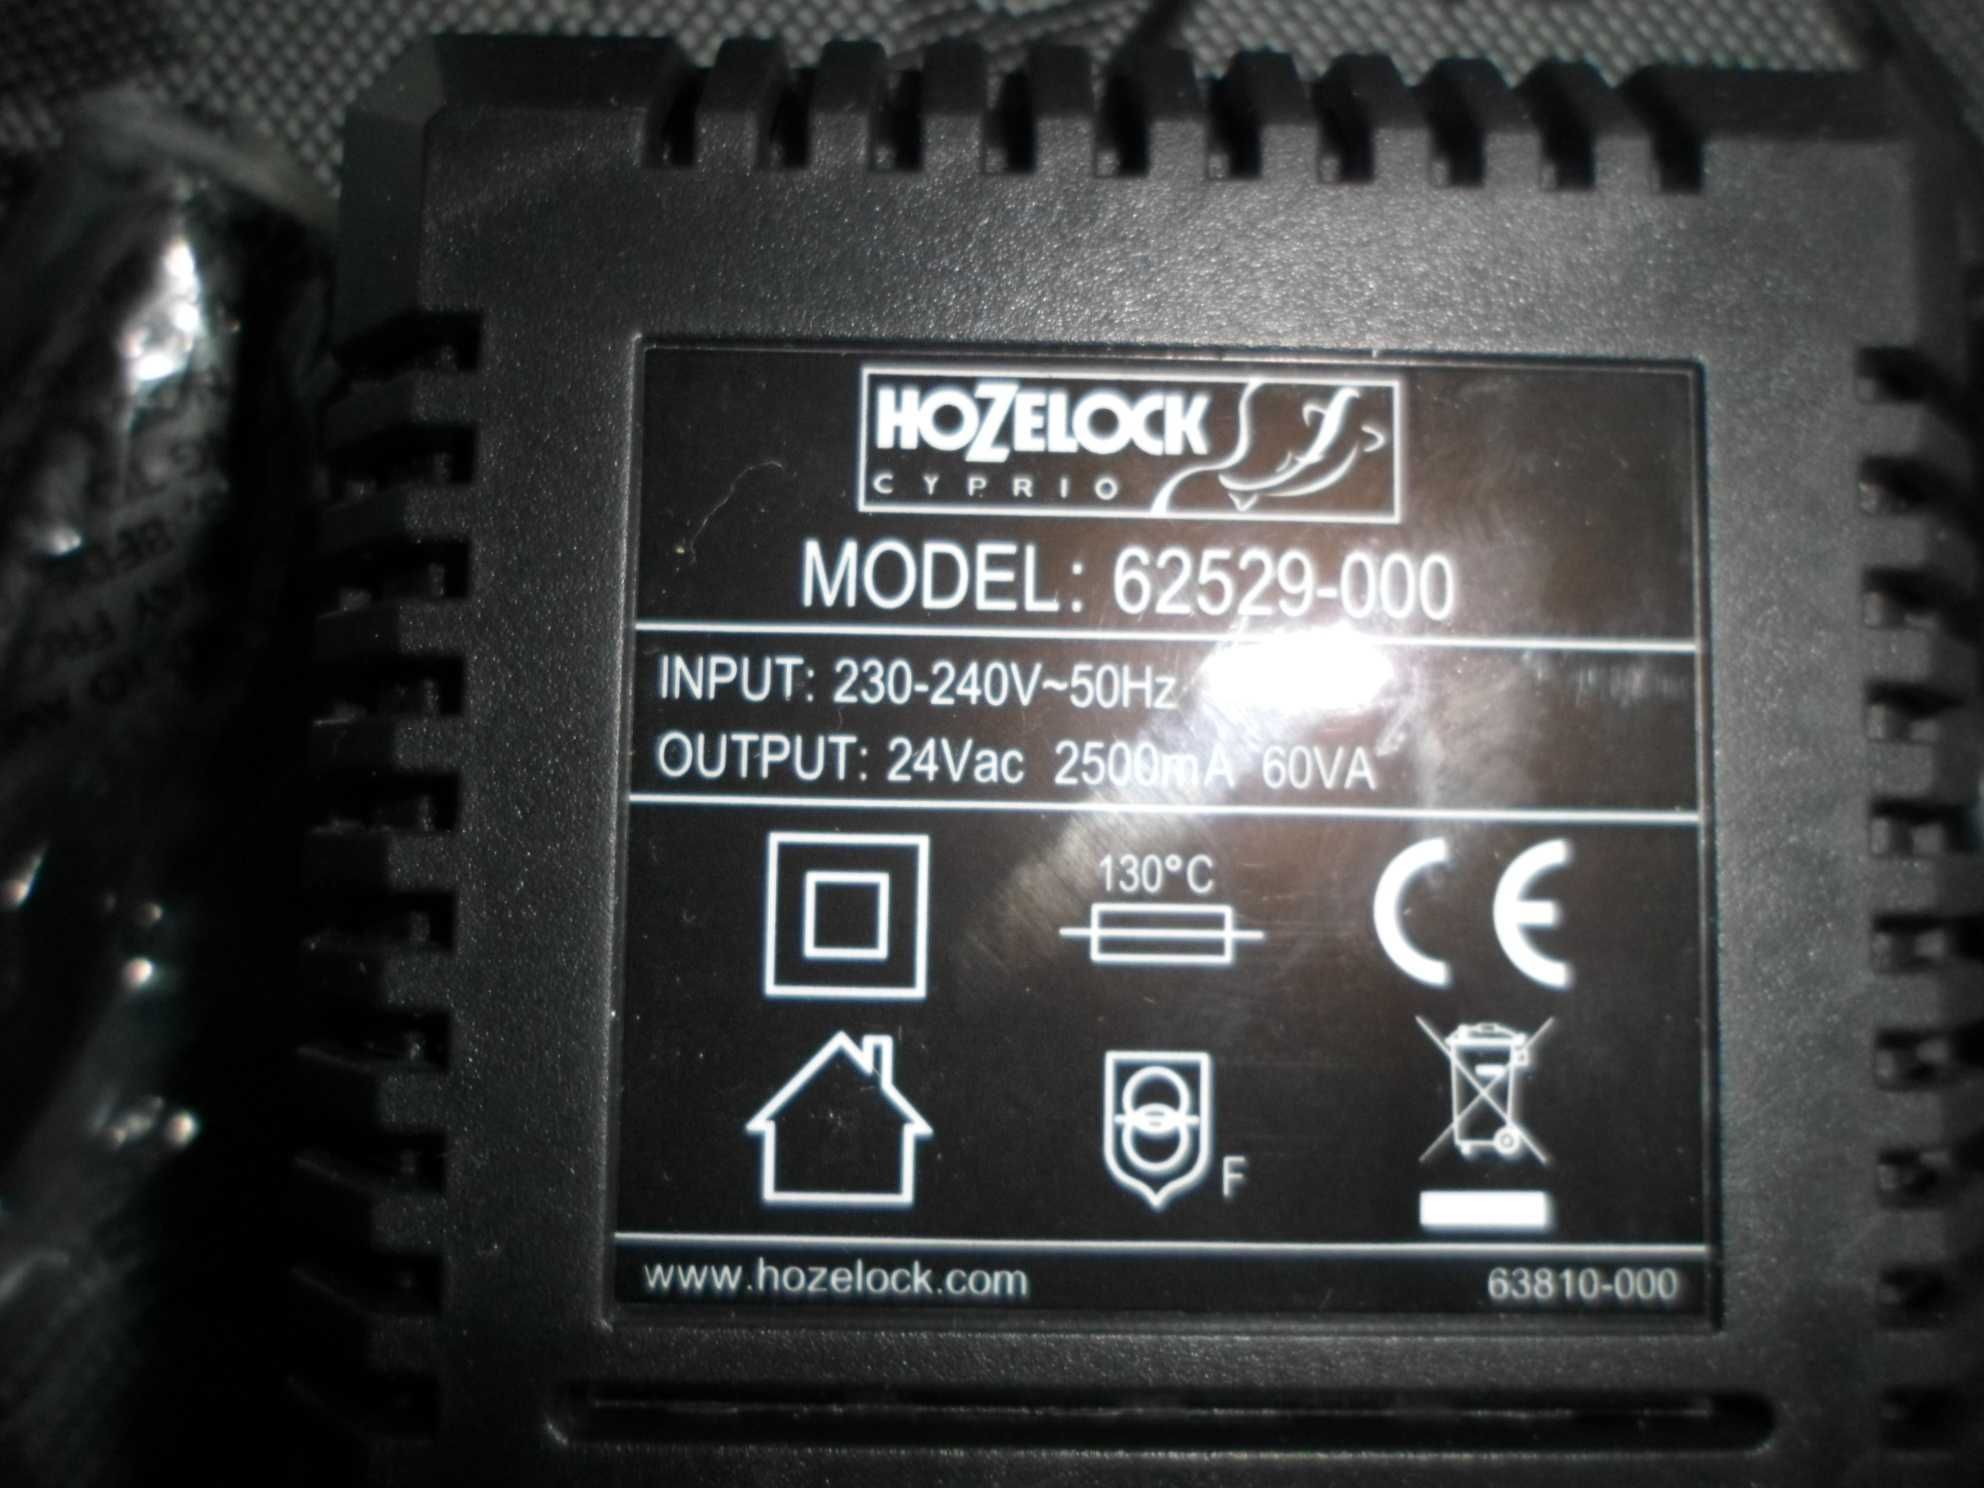 HOZELOCK
CYPRIO
MODEL: 62529-000
INPUT: 230-240V~50Hz
OUTPUT: 24Vac 2500mA 60VA
130°C
CE
F
www.hozelock.com
63810-000